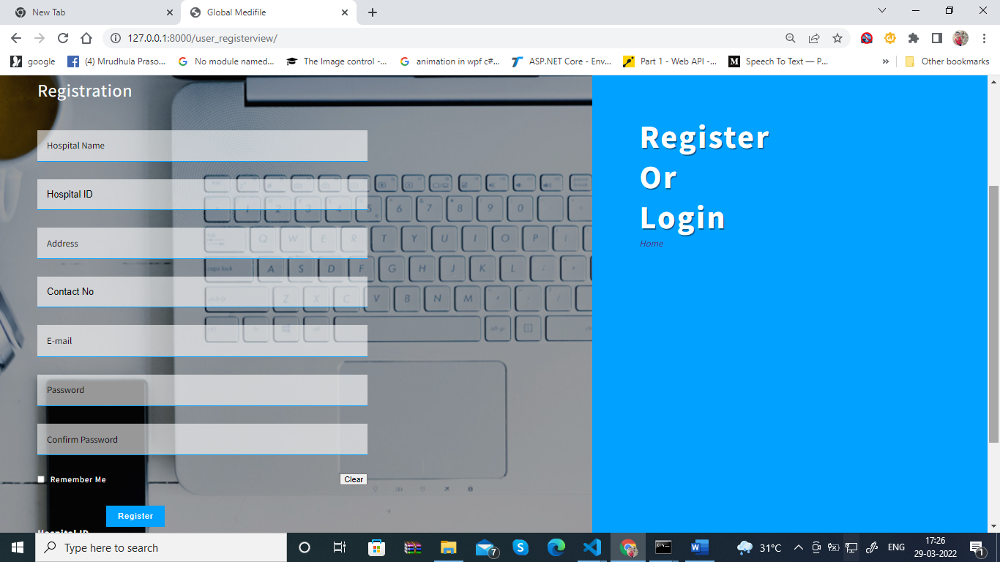 New Tab
Global Medifile
127.0.0.1:8000/user_registerview/
google
(4) Mrudhula Praso...
No module named...
The Image control -...
animation in wpf c#...
ASP.NET Core - Env...
Part 1 - Web API -...
Speech To Text — P...
»
Other bookmarks
Registration
Hospital Name
Hospital ID
Address
Contact No
E-mail
Password
Confirm Password
Remember Me
Clear
Register
Hospital ID
Register
Or
Login
Home
Type here to search
7
31°C
ENG
17:26
29-03-2022
1